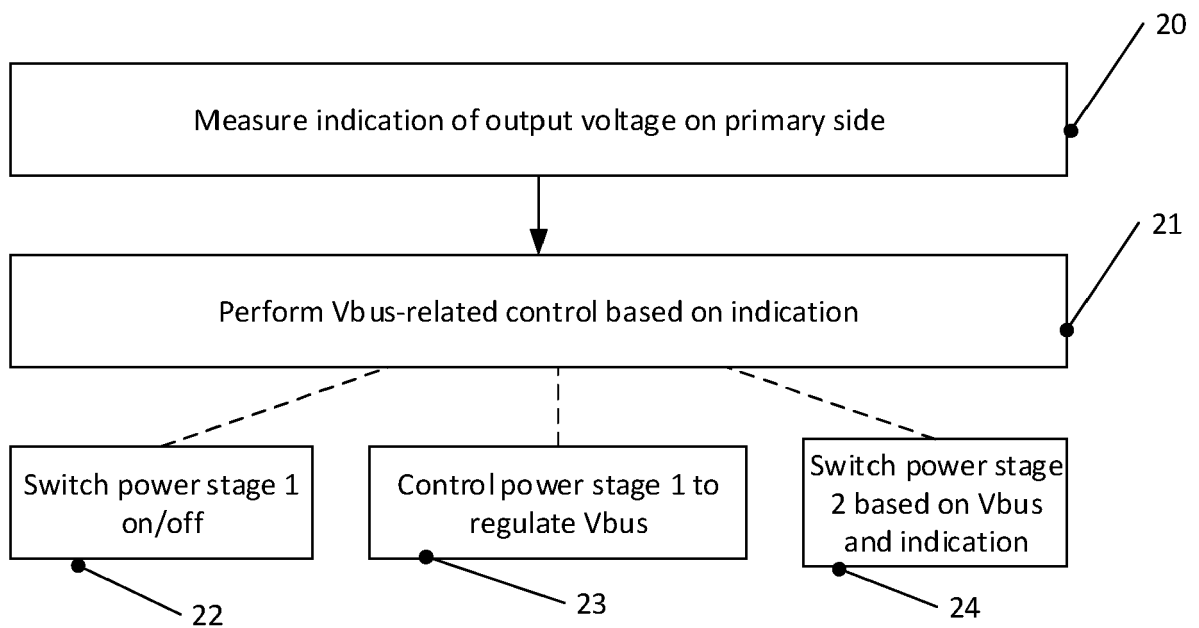 20
Measure indication of output voltage on primary side
21
Perform Vbus-related control based on indication
Switch power stage 1
on/off
Control power stage 1 to
regulate Vbus
Switch power stage
2 based on Vbus
and indication
22
23
24